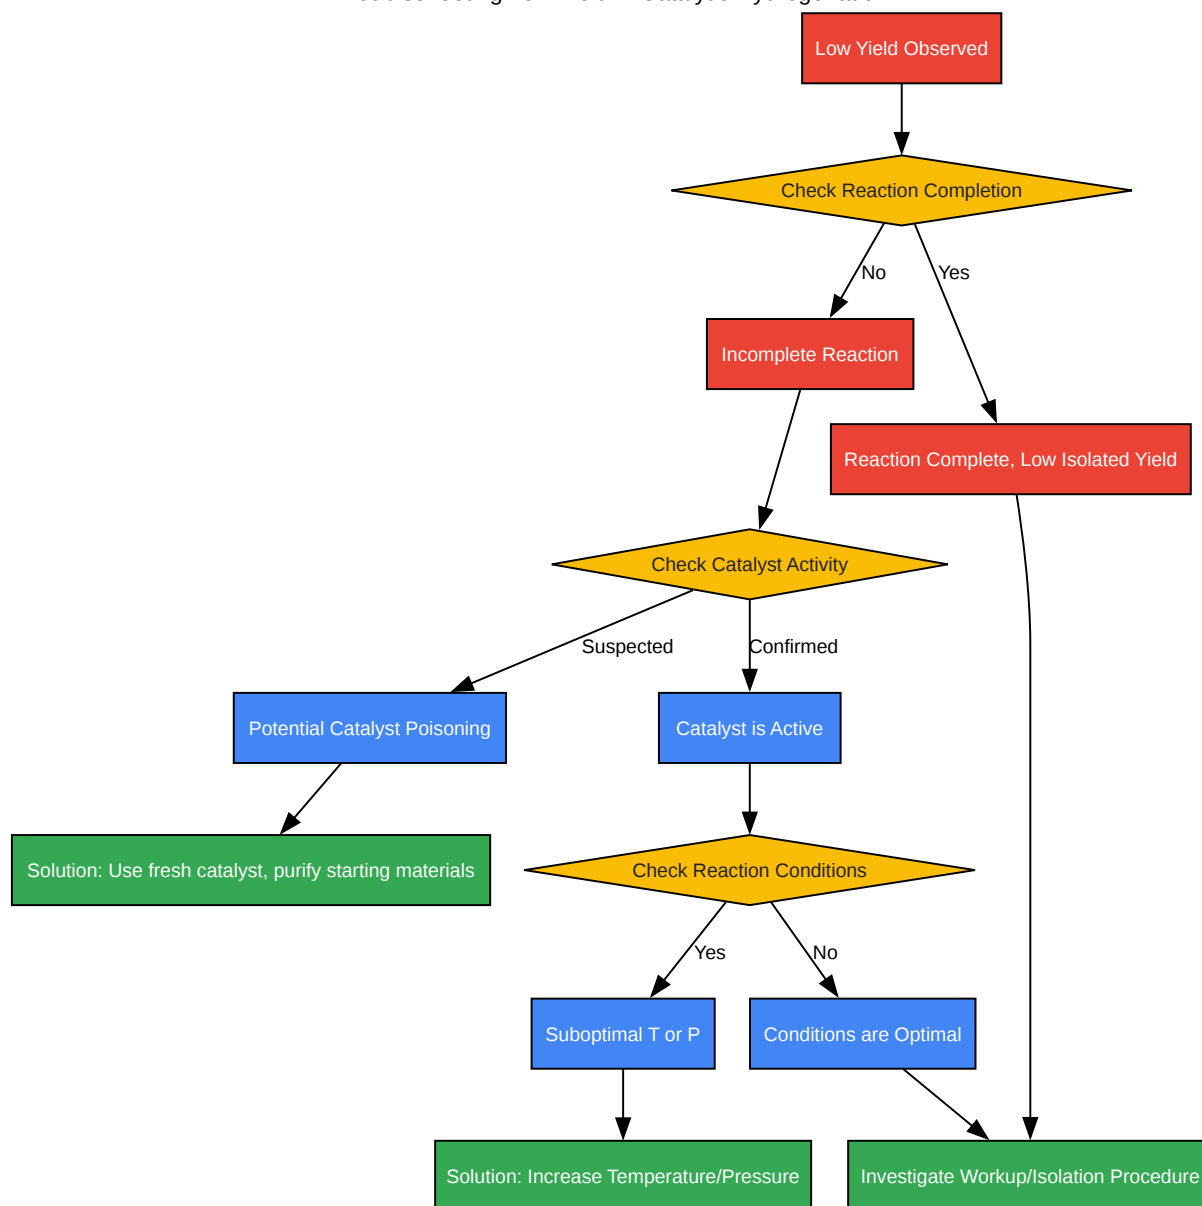 Low Yield Observed
Check Reaction Completion
No
Yes
Incomplete Reaction
Reaction Complete, Low Isolated Yield
Check Catalyst Activity
Suspected
Confirmed
Potential Catalyst Poisoning
Catalyst is Active
Solution: Use fresh catalyst, purify starting materials
Check Reaction Conditions
Yes
No
Suboptimal T or P
Conditions are Optimal
Solution: Increase Temperature/Pressure
Investigate Workup/Isolation Procedure